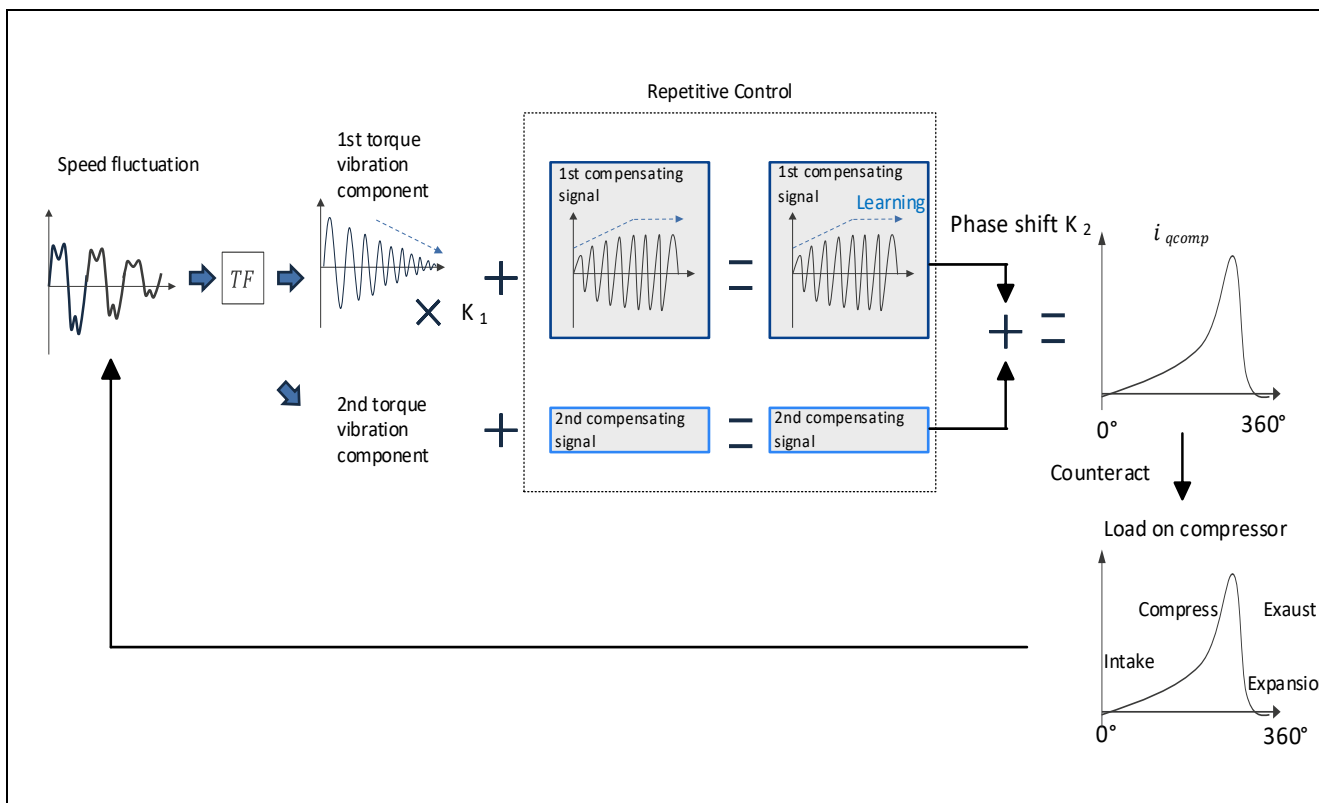 Repetitive Control
Speed fluctuation
1st torque
vibration
component
TF
× K 1
+
1st compensating
signal
=
1st compensating
signal
Learning
Phase shift K 2
+
=
i qcomp
0°
360°
2nd torque
vibration
component
+
2nd compensating
signal
=
2nd compensating
signal
Counteract
Load on compressor
Compress
Exaust
Intake
Expansio
0°
360°